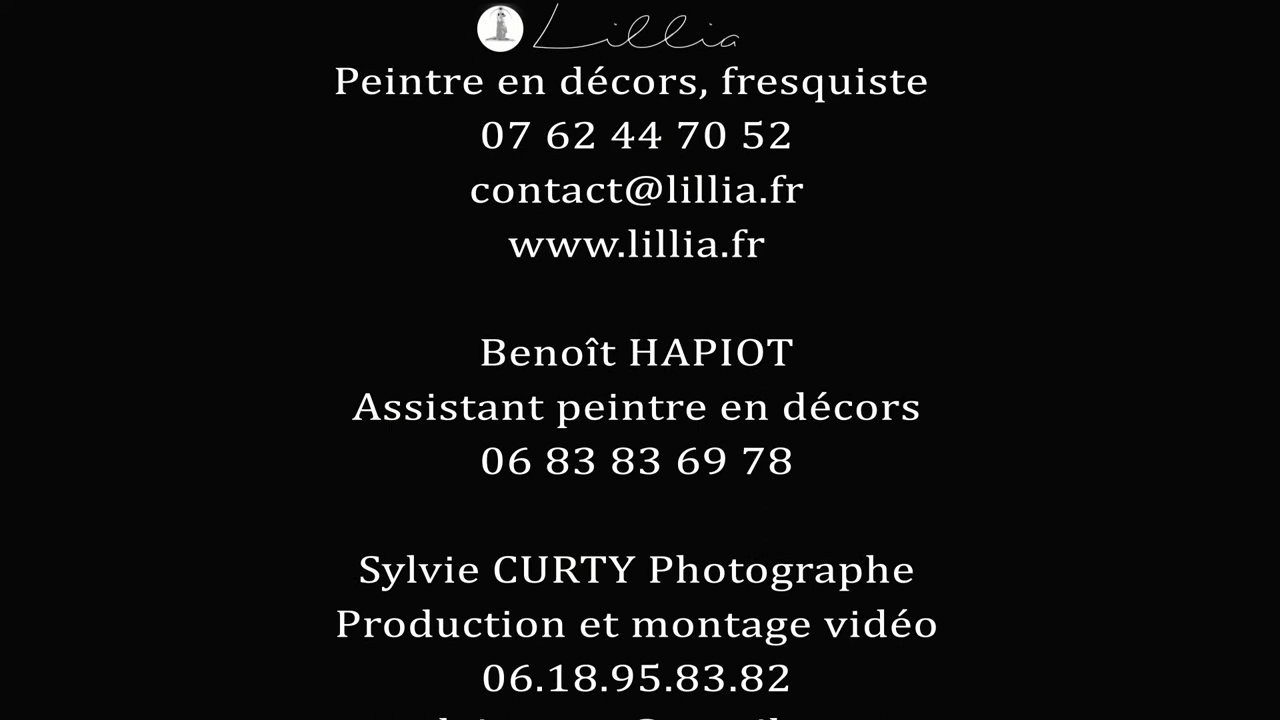 Lillia
Peintre en décors, fresquiste
07 62 44 70 52
contact@lillia.fr
www.lillia.fr
Benoît HAPIOT
Assistant peintre en décors
06 83 83 69 78
Sylvie CURTY Photographe
Production et montage vidéo
06.18.95.83.82